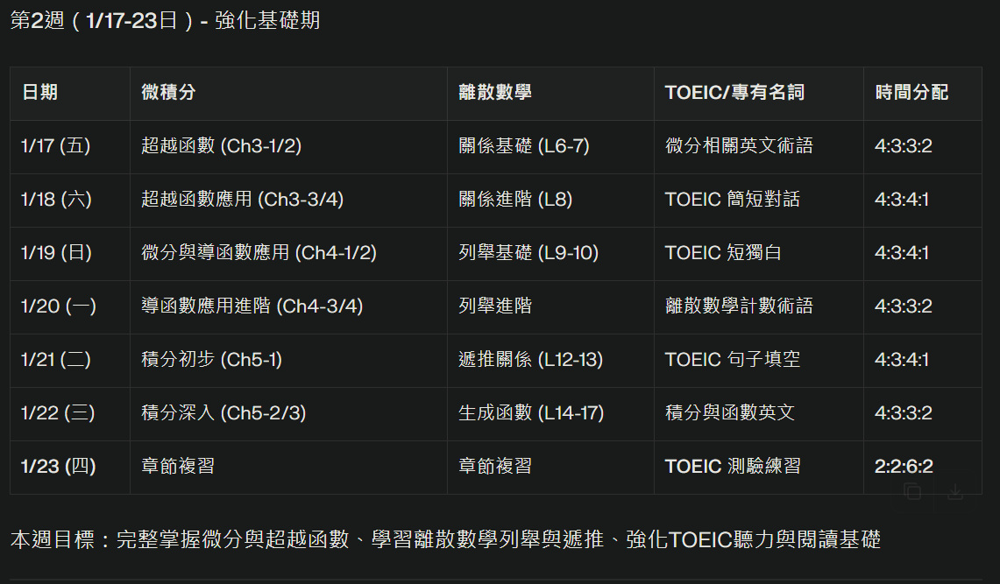 第2週（1/17-23日）- 強化基礎期
日期 微積分 離散數學 TOEIC/專有名詞 時間分配
1/17 (五) 超越函數 (Ch3-1/2) 關係基礎 (L6-7) 微分相關英文術語 4:3:3:2
1/18 (六) 超越函數應用 (Ch3-3/4) 關係進階 (L8) TOEIC 簡短對話 4:3:4:1
1/19 (日) 微分與導函數應用 (Ch4-1/2) 列舉基礎 (L9-10) TOEIC 短獨白 4:3:4:1
1/20 (一) 導函數應用進階 (Ch4-3/4) 列舉進階 離散數學計數術語 4:3:3:2
1/21 (二) 積分初步 (Ch5-1) 遞推關係 (L12-13) TOEIC 句子填空 4:3:4:1
1/22 (三) 積分深入 (Ch5-2/3) 生成函數 (L14-17) 積分與函數英文 4:3:3:2
1/23 (四) 章節複習 章節複習 TOEIC 測驗練習 2:2:6:2
本週目標：完整掌握微分與超越函數、學習離散數學列舉與遞推、強化TOEIC聽力與閱讀基礎